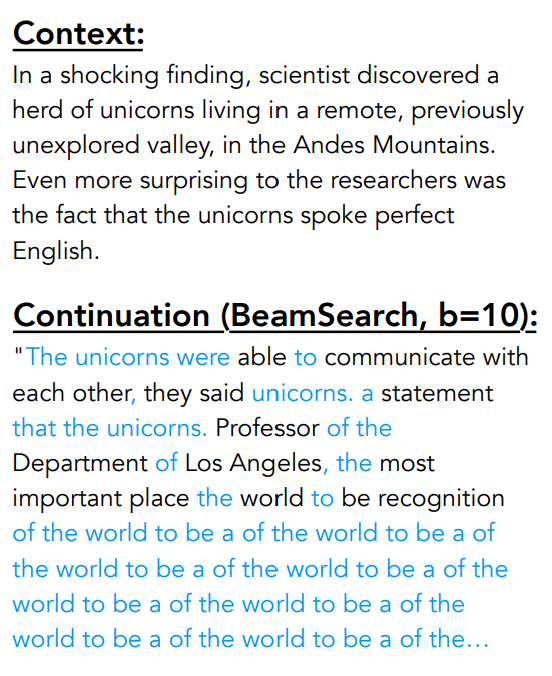 Context:
In a shocking finding, scientist discovered a
herd of unicorns living in a remote, previously
unexplored valley, in the Andes Mountains.
Even more surprising to the researchers was
the fact that the unicorns spoke perfect
English.
Continuation (BeamSearch, b=10):
"The unicorns were able to communicate with
each other, they said unicorns. a statement
that the unicorns. Professor of the
Department of Los Angeles, the most
important place the world to be recognition
of the world to be a of the world to be a of
the world to be a of the world to be a of the
world to be a of the world to be a of the
world to be a of the world to be a of the...